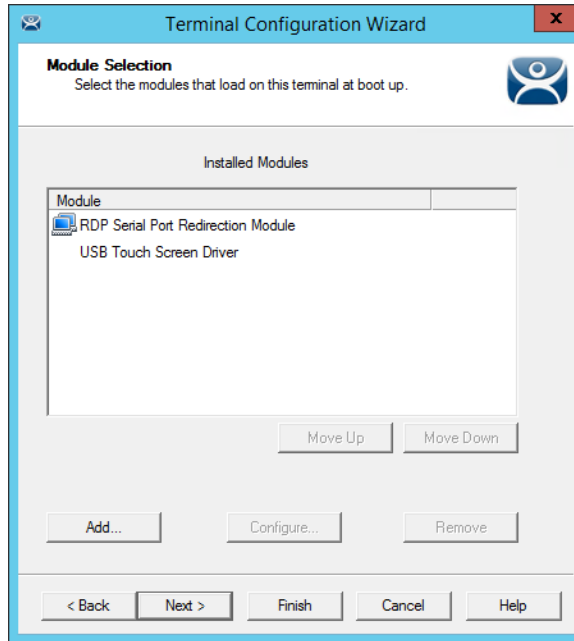 Terminal Configuration Wizard
x
Module Selection
Select the modules that load on this terminal at boot up.
Installed Modules
Module
RDP Serial Port Redirection Module
USB Touch Screen Driver
Move Up Move Down
Add... Configure... Remove
< Back Next > Finish Cancel Help